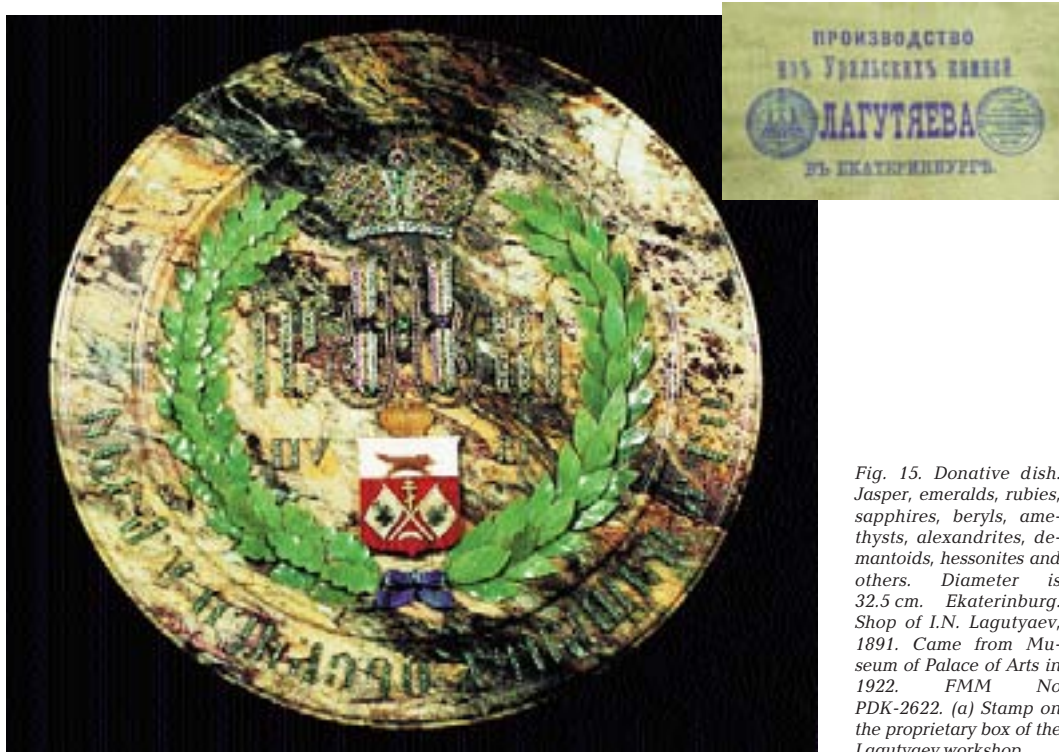 ПРОИЗВОДСТВО
изъ Уральскихъ камней
ЛАГУТЯЕВА
ВЪ ЕКАТЕРИНБУРГѢ.
Fig. 15. Donative dish.
Jasper, emeralds, rubies,
sapphires, beryls, ame-
thysts, alexandrites, de-
mantoids, hessonites and
others. Diameter is
32.5 cm. Ekaterinburg.
Shop of I.N. Lagutyaev,
1891. Came from Mu-
seum of Palace of Arts in
1922. FMM No
PDK-2622. (a) Stamp on
the proprietary box of the
Lagutyaev workshop